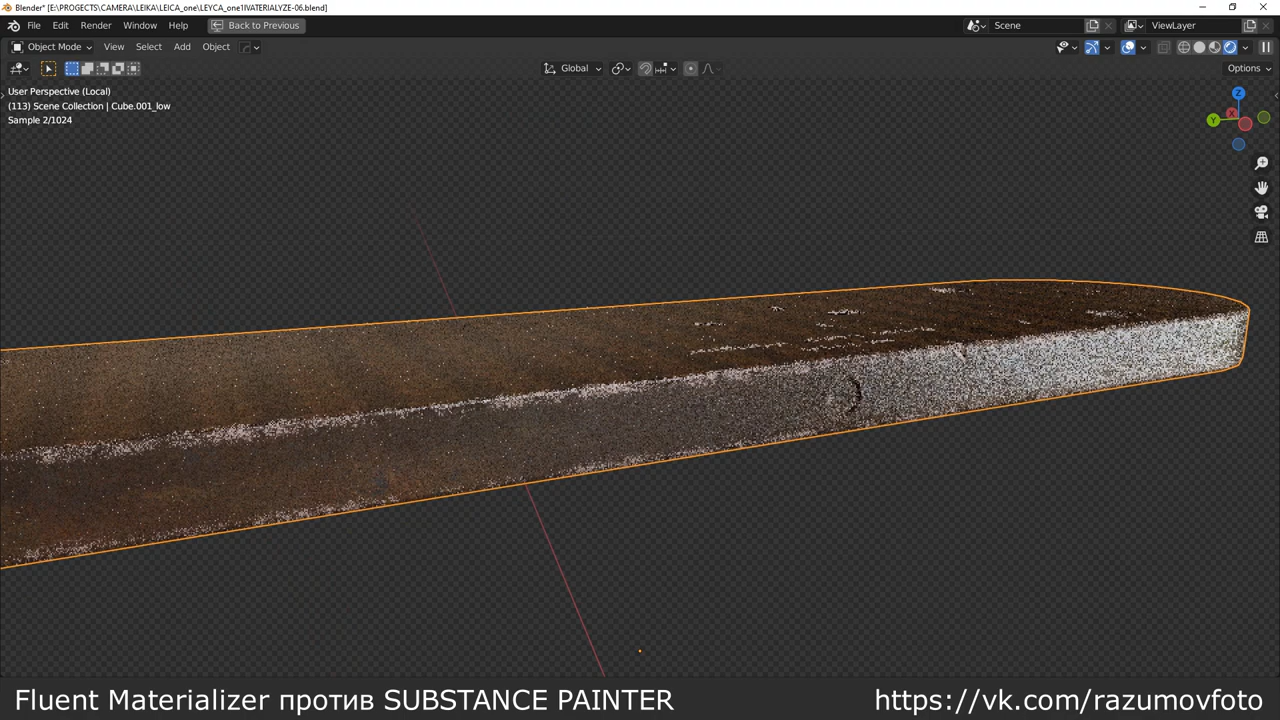 Blender* [E:\PROGECTS\CAMERA\LEIKA\LEICA_one\LEYCA_one1IVATERIALYZE-06.blend]
File Edit Render Window Help Back to Previous Scene ViewLayer
Object Mode View Select Add Object
Global Options
User Perspective (Local)
(113) Scene Collection | Cube.001_low
Sample 2/1024
Z
Y
X
Fluent Materializer против SUBSTANCE PAINTER https://vk.com/razumovfoto